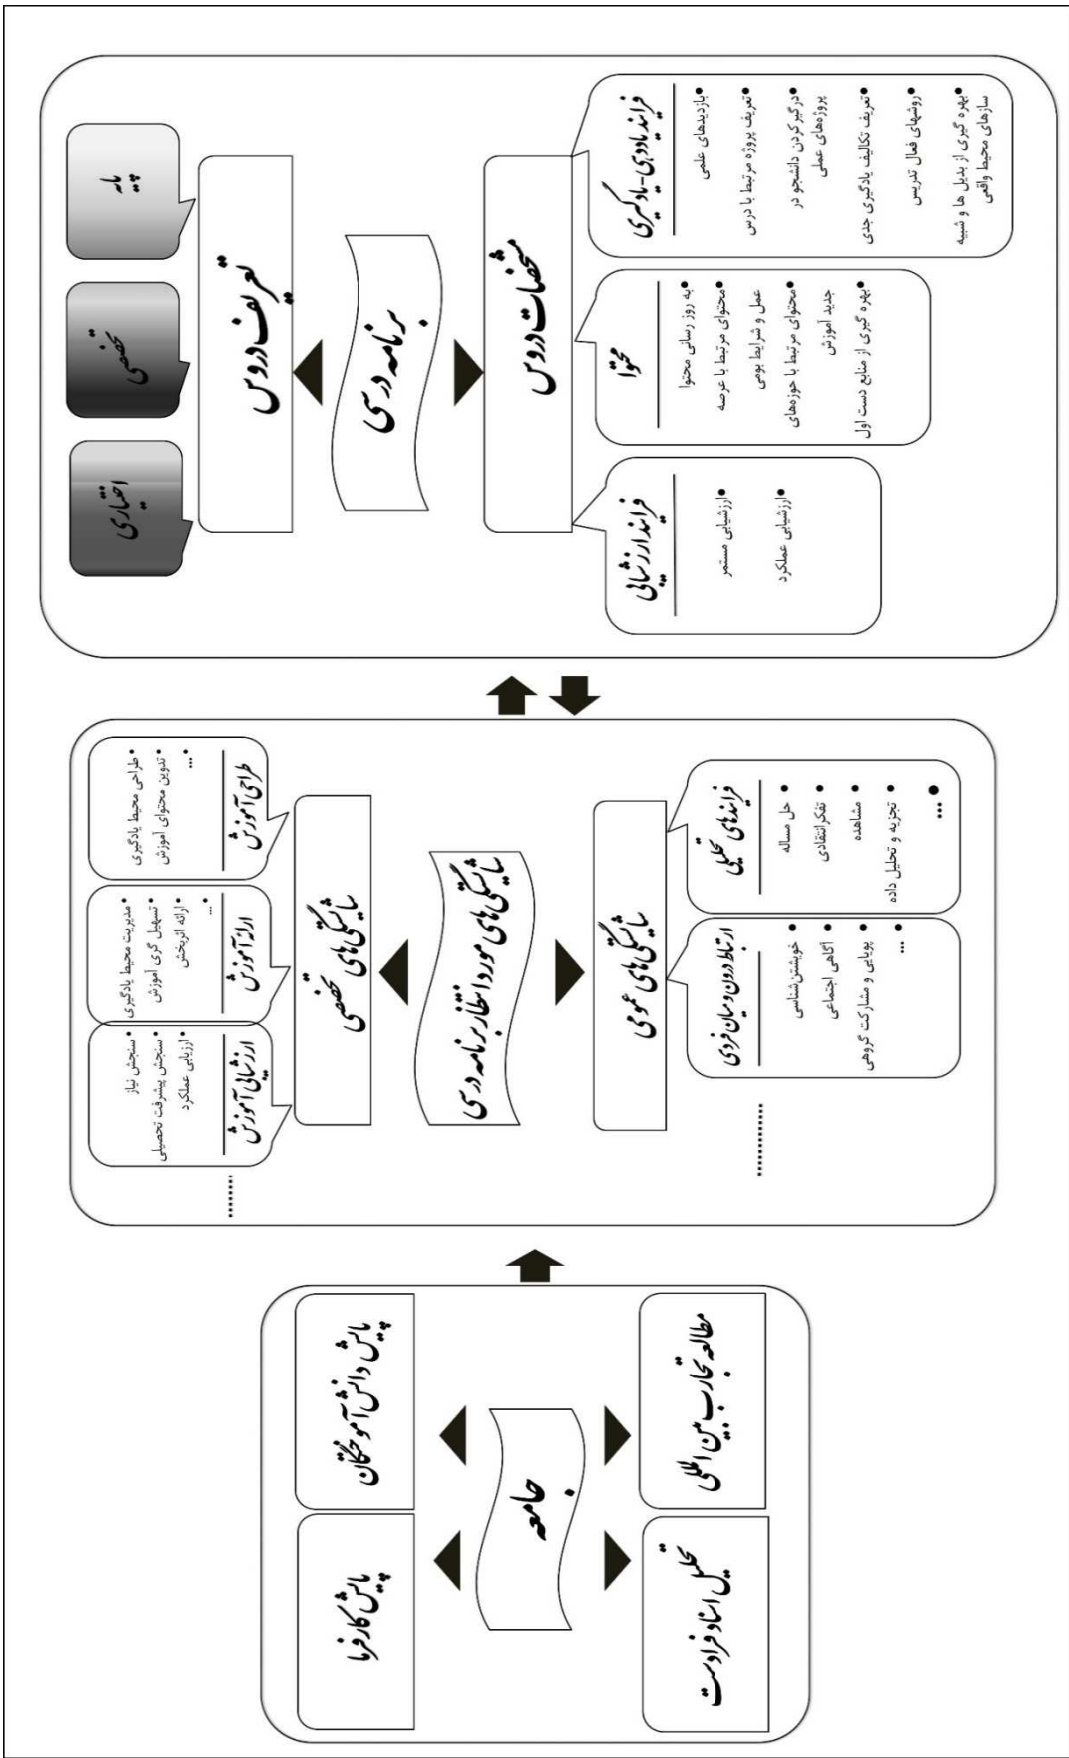 پایش کارفرما
پایش دانش آموختگان
جامعه
تحلیل اسناد فرادست
مطالعه تجارب بین المللی
ارزشیابی آموزش
•سنجش نیاز
•سنجش پیشرفت تحصیلی
•ارزیابی عملکرد
ارائه آموزش
•مدیریت محیط یادگیری
•تسهیل گری آموزش
•ارائه اثربخش
•...
طراحی آموزش
•طراحی محیط یادگیری
•تدوین محتوای آموزش
•...
........
شایستگی های تخصصی
شایستگی های مورد انتظار برنامه درسی
شایستگی های عمومی
............
ارتباط درون و میان فردی
• خویشتن‌شناسی
• آگاهی اجتماعی
• پویایی و مشارکت گروهی
• ...
فرایندهای تحلیلی
• حل مساله
• تفکرانتقادی
• مشاهده
• تجزیه و تحلیل داده
• ...
اختیاری
تخصصی
پایه
تعریف دروس
برنامه درسی
مشخصات دروس
فرایند ارزشیابی
•ارزشیابی مستمر
•ارزشیابی عملکرد
محتوا
•به روز رسانی محتوا
•محتوای مرتبط با عرصه
عمل و شرایط بومی
•محتوای مرتبط با حوزه‌های
جدید آموزش
•بهره گیری از منابع دست اول
فرایند یاددهی-یادگیری
•بازدیدهای علمی
•تعریف پروژه مرتبط با درس
•درگیر کردن دانشجو در
پروژه‌های عملی
•تعریف تکالیف یادگیری جدی
•روشهای فعال تدریس
•بهره گیری از بدیل ها و شبیه
سازهای محیط واقعی